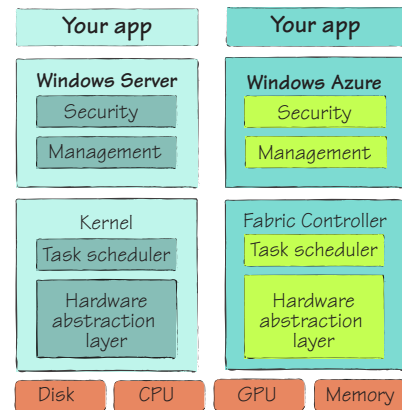 Your app
Your app
Windows Server
Security
Management
Windows Azure
Security
Management
Kernel
Task scheduler
Hardware
abstraction
layer
Fabric Controller
Task scheduler
Hardware
abstraction
layer
Disk
CPU
GPU
Memory